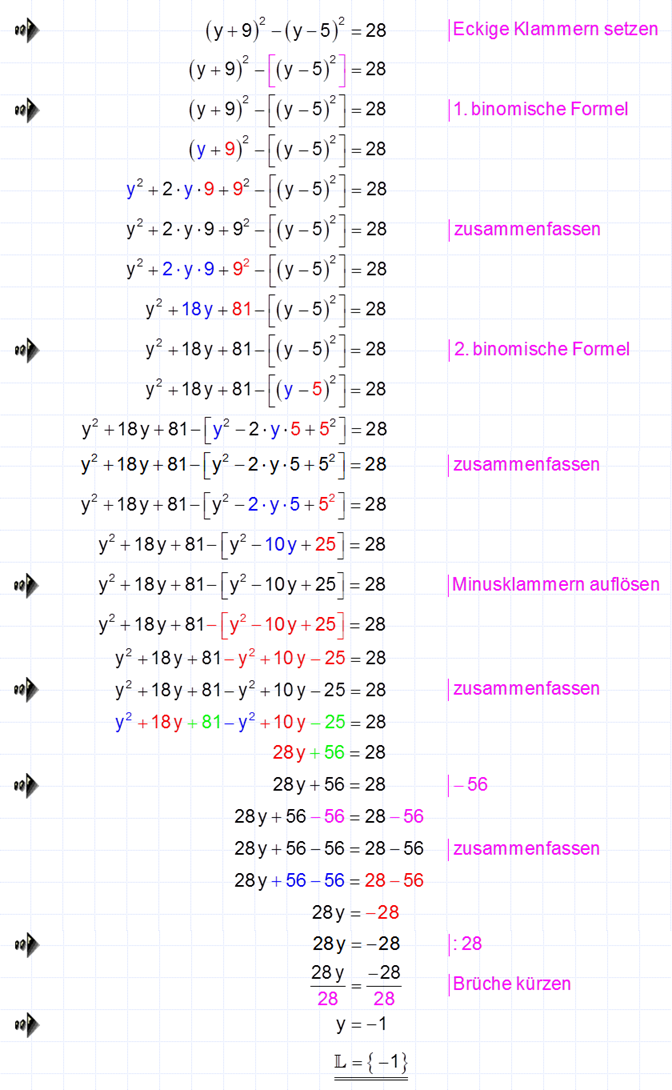 (y+9)²−(y−5)²=28 |Eckige Klammern setzen
(y+9)²−[(y−5)²]=28
(y+9)²−[(y−5)²]=28 |1. binomische Formel
(y+9)²−[(y−5)²]=28
y²+2·y·9+9²−[(y−5)²]=28
y²+2·y·9+9²−[(y−5)²]=28 |zusammenfassen
y²+2·y·9+9²−[(y−5)²]=28
y²+18y+81−[(y−5)²]=28
y²+18y+81−[(y−5)²]=28 |2. binomische Formel
y²+18y+81−[(y−5)²]=28
y²+18y+81−[y²−2·y·5+5²]=28
y²+18y+81−[y²−2·y·5+5²]=28 |zusammenfassen
y²+18y+81−[y²−2·y·5+5²]=28
y²+18y+81−[y²−10y+25]=28
y²+18y+81−[y²−10y+25]=28 |Minusklammern auflösen
y²+18y+81−[y²−10y+25]=28
y²+18y+81−y²+10y−25=28
y²+18y+81−y²+10y−25=28 |zusammenfassen
y²+18y+81−y²+10y−25=28
28y+56=28
28y+56=28 |−56
28y+56−56=28−56
28y+56−56=28−56 |zusammenfassen
28y+56−56=28−56
28y=−28
28y=−28 |:28
28y/28=−28/28 |Brüche kürzen
y=−1
𝕃={−1}